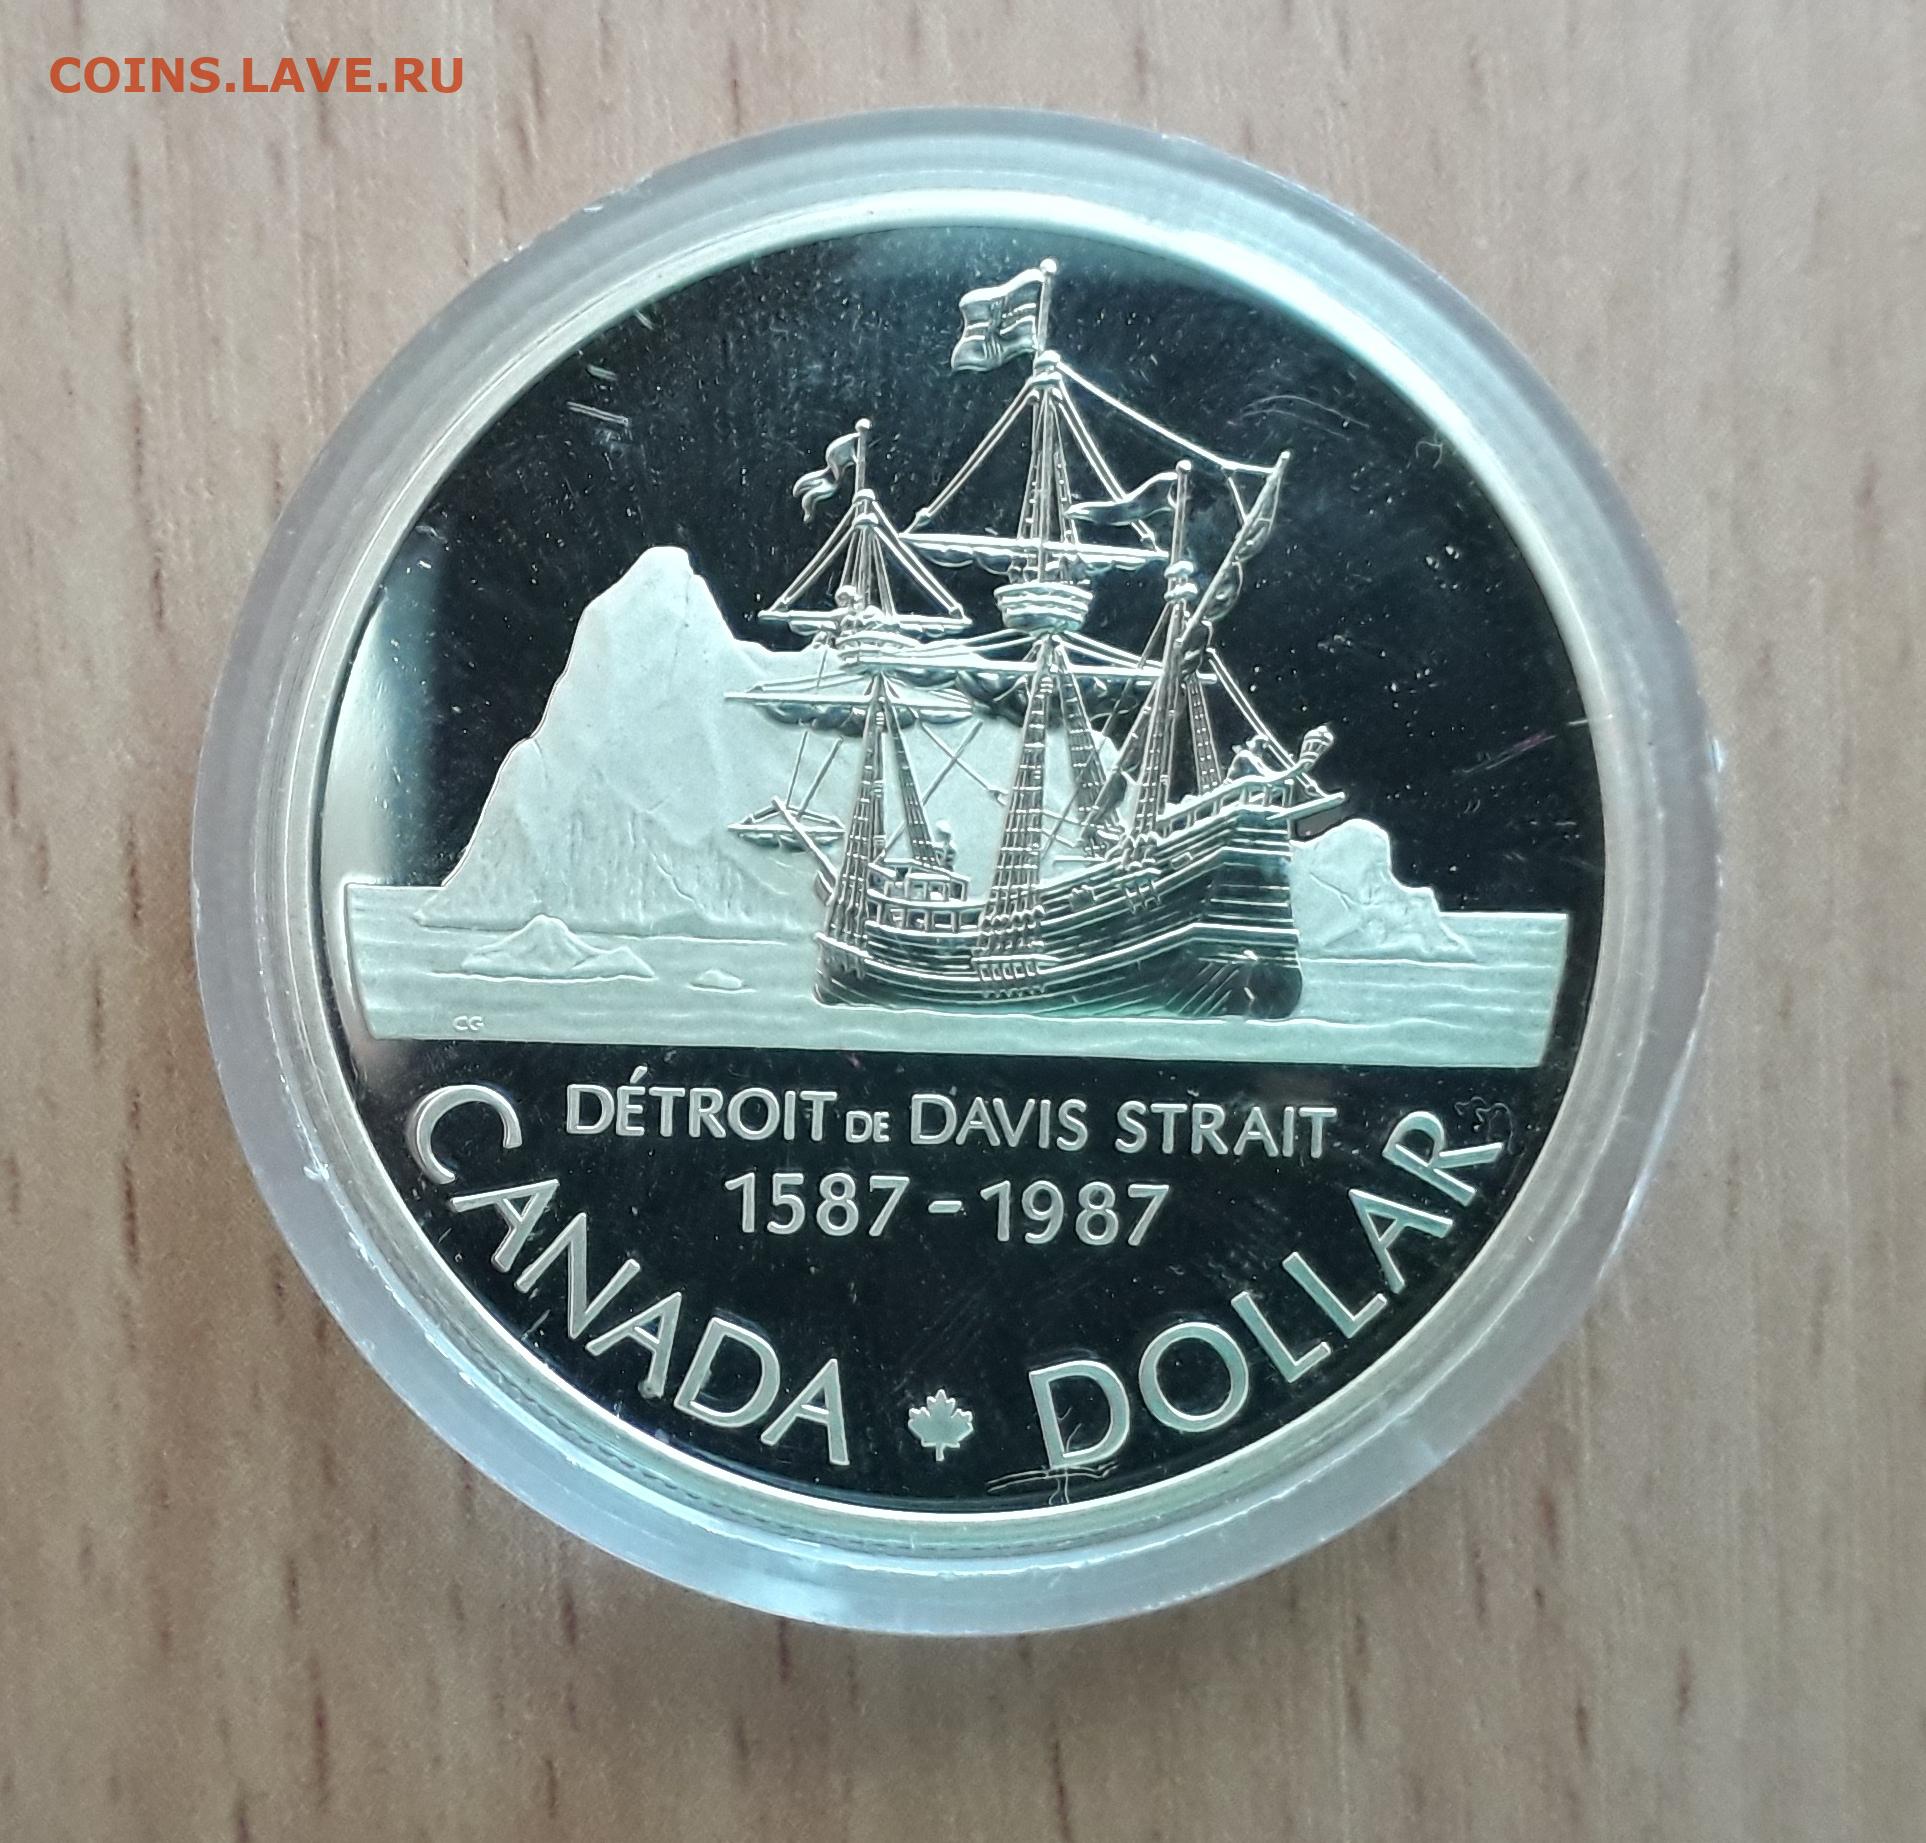 COINS.LAVE.RU
CG
DÉTROIT DE DAVIS STRAIT
1587-1987
CANADA DOLLAR